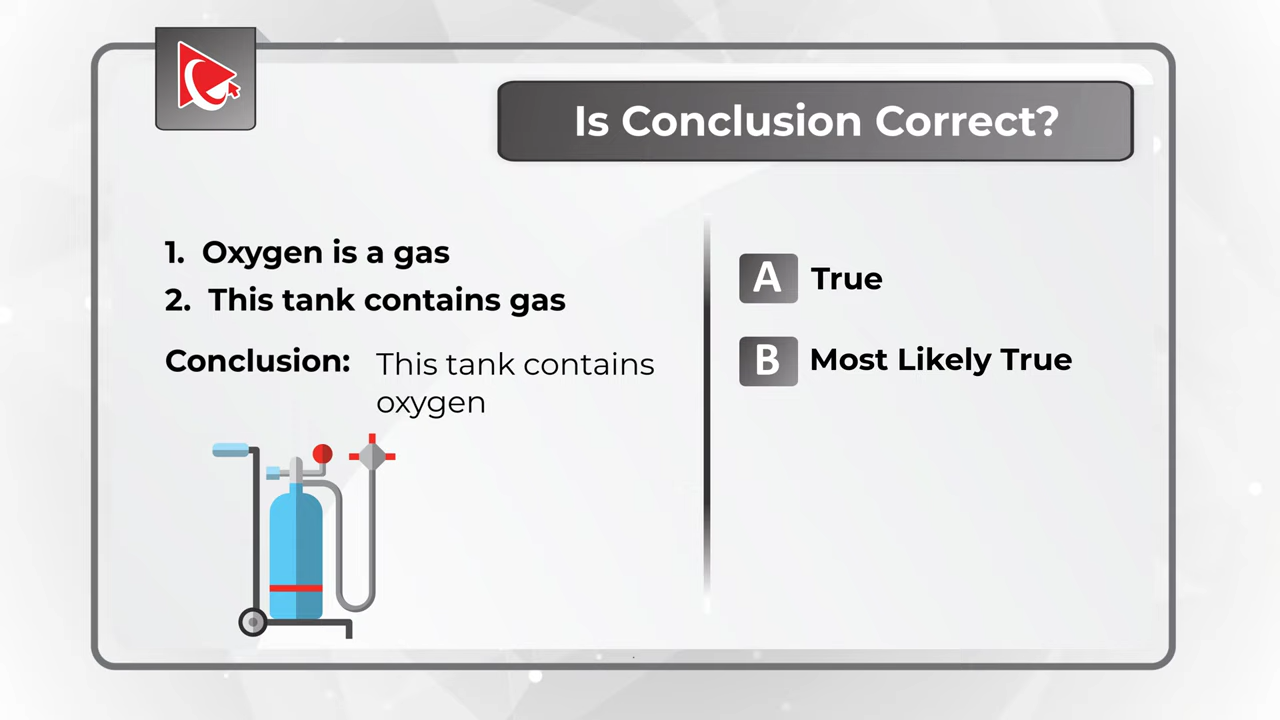 Is Conclusion Correct?
1. Oxygen is a gas
2. This tank contains gas
Conclusion: This tank contains
oxygen
A True
B Most Likely True